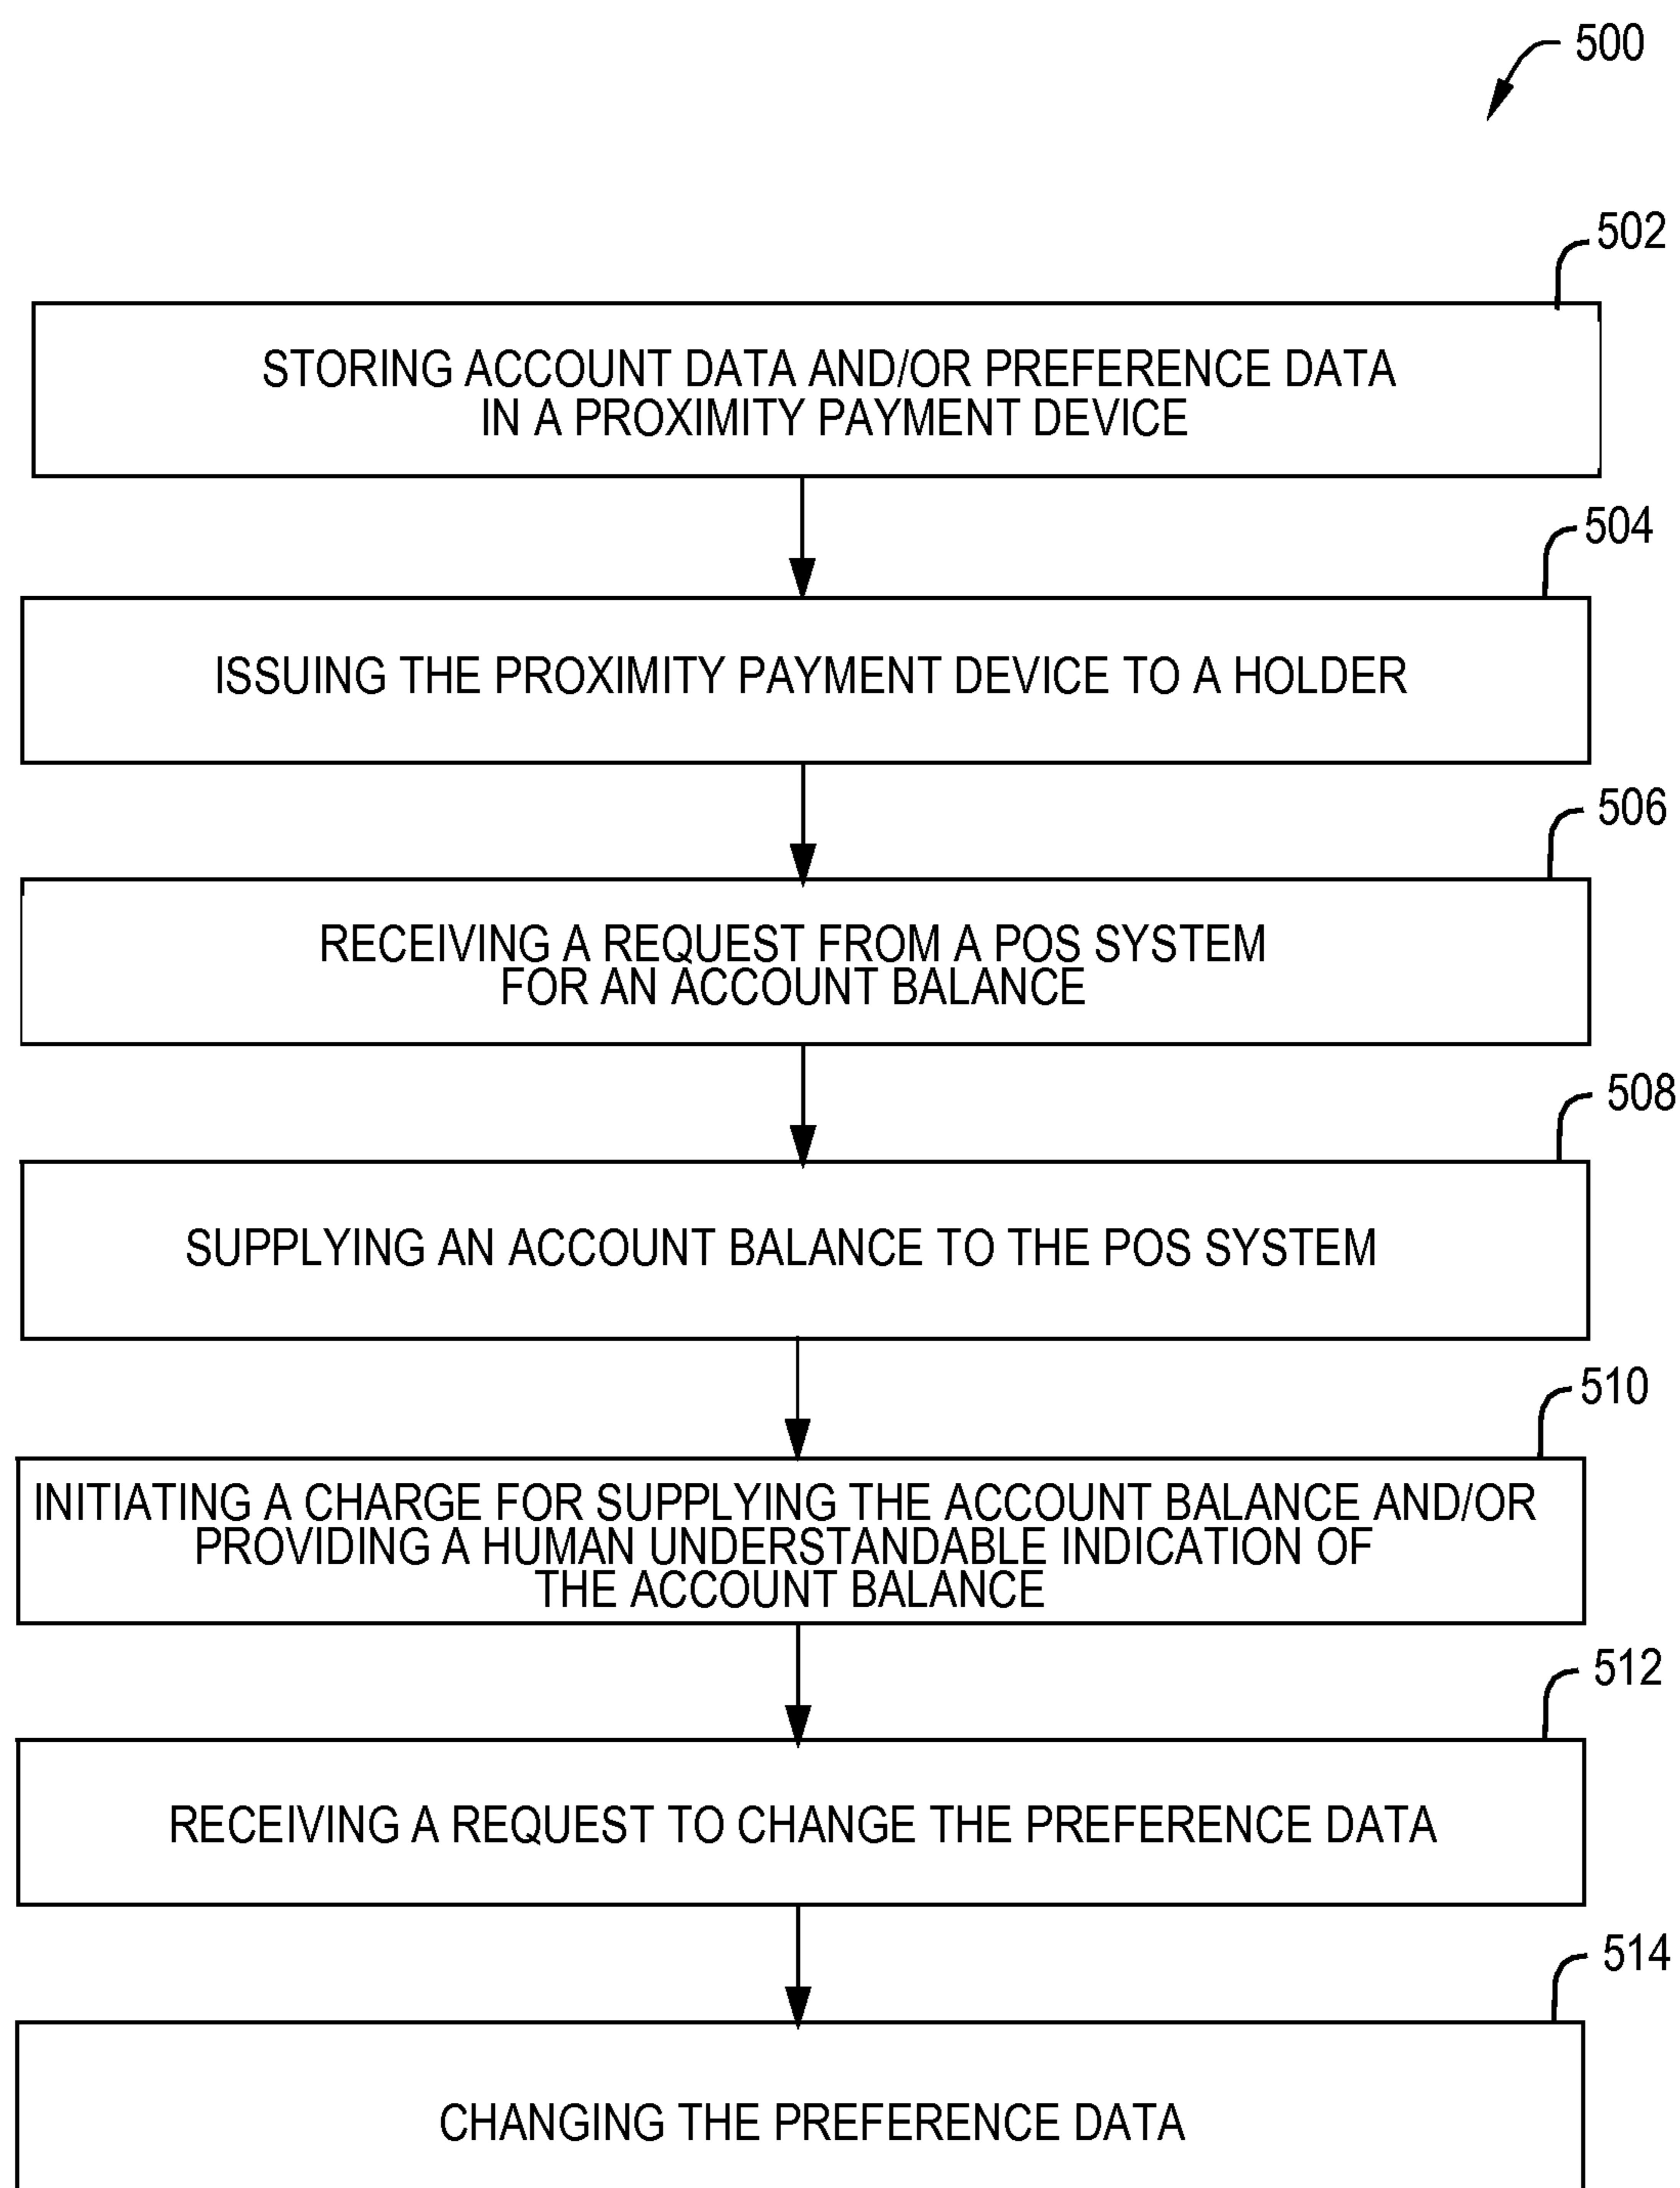 500
502
STORING ACCOUNT DATA AND/OR PREFERENCE DATA
IN A PROXIMITY PAYMENT DEVICE
504
ISSUING THE PROXIMITY PAYMENT DEVICE TO A HOLDER
506
RECEIVING A REQUEST FROM A POS SYSTEM
FOR AN ACCOUNT BALANCE
508
SUPPLYING AN ACCOUNT BALANCE TO THE POS SYSTEM
510
INITIATING A CHARGE FOR SUPPLYING THE ACCOUNT BALANCE AND/OR
PROVIDING A HUMAN UNDERSTANDABLE INDICATION OF
THE ACCOUNT BALANCE
512
RECEIVING A REQUEST TO CHANGE THE PREFERENCE DATA
514
CHANGING THE PREFERENCE DATA